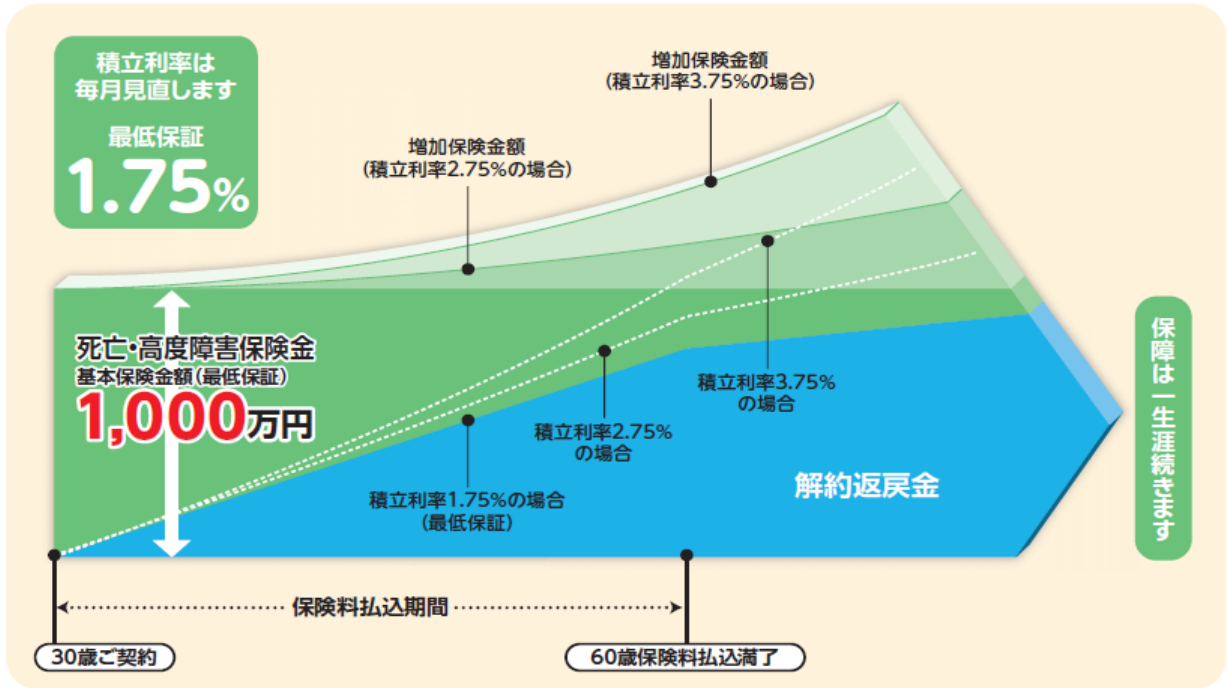 積立利率は
毎月見直します
最低保証
1.75%
増加保険金額
(積立利率3.75%の場合)
増加保険金額
(積立利率2.75%の場合)
死亡・高度障害保険金
基本保険金額(最低保証)
1,000万円
積立利率3.75%
の場合
積立利率2.75%
の場合
積立利率1.75%の場合
(最低保証)
解約返戻金
保障は一生涯続きます
保険料払込期間
30歳ご契約
60歳保険料払込満了